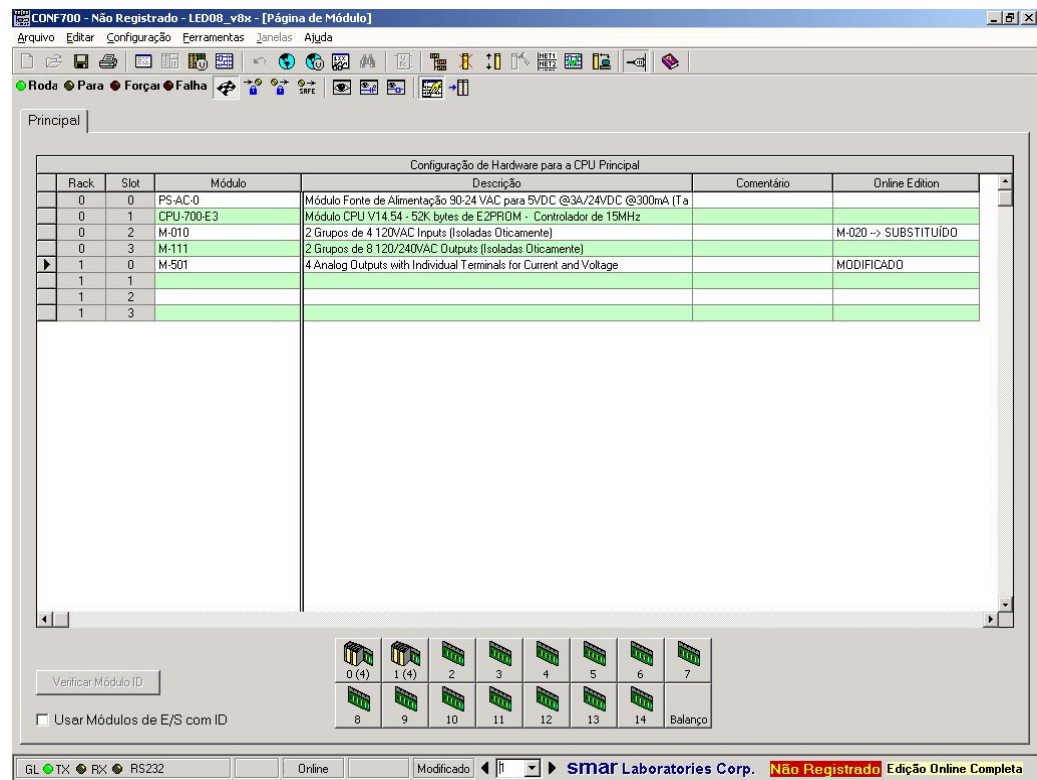 CONF700 - Não Registrado - LED08_v8x - [Página de Módulo]
Arquivo Editar Configuração Ferramentas Janelas Ajuda
Roda Para Forçar Falha SAFE
Principal
Configuração de Hardware para a CPU Principal
Rack Slot Módulo Descrição Comentário Online Edition
0 0 PS-AC-0 Módulo Fonte de Alimentação 90-24 VAC para 5VDC @3A/24VDC @300mA (Ta
0 1 CPU-700-E3 Módulo CPU V14.54 - 52K bytes de E2PROM - Controlador de 15MHz
0 2 M-010 2 Grupos de 4 120VAC Inputs (Isoladas Oticamente) M-020 --> SUBSTITUÍDO
0 3 M-111 2 Grupos de 8 120/240VAC Outputs (Isoladas Oticamente)
1 0 M-501 4 Analog Outputs with Individual Terminals for Current and Voltage MODIFICADO
1 1
1 2
1 3
0 (4) 1 (4) 2 3 4 5 6 7
Verificar Módulo ID
Usar Módulos de E/S com ID
8 9 10 11 12 13 14 Balanço
GL TX RX RS232 Online Modificado 1 smar Laboratories Corp. Não Registrado Edição Online Completa